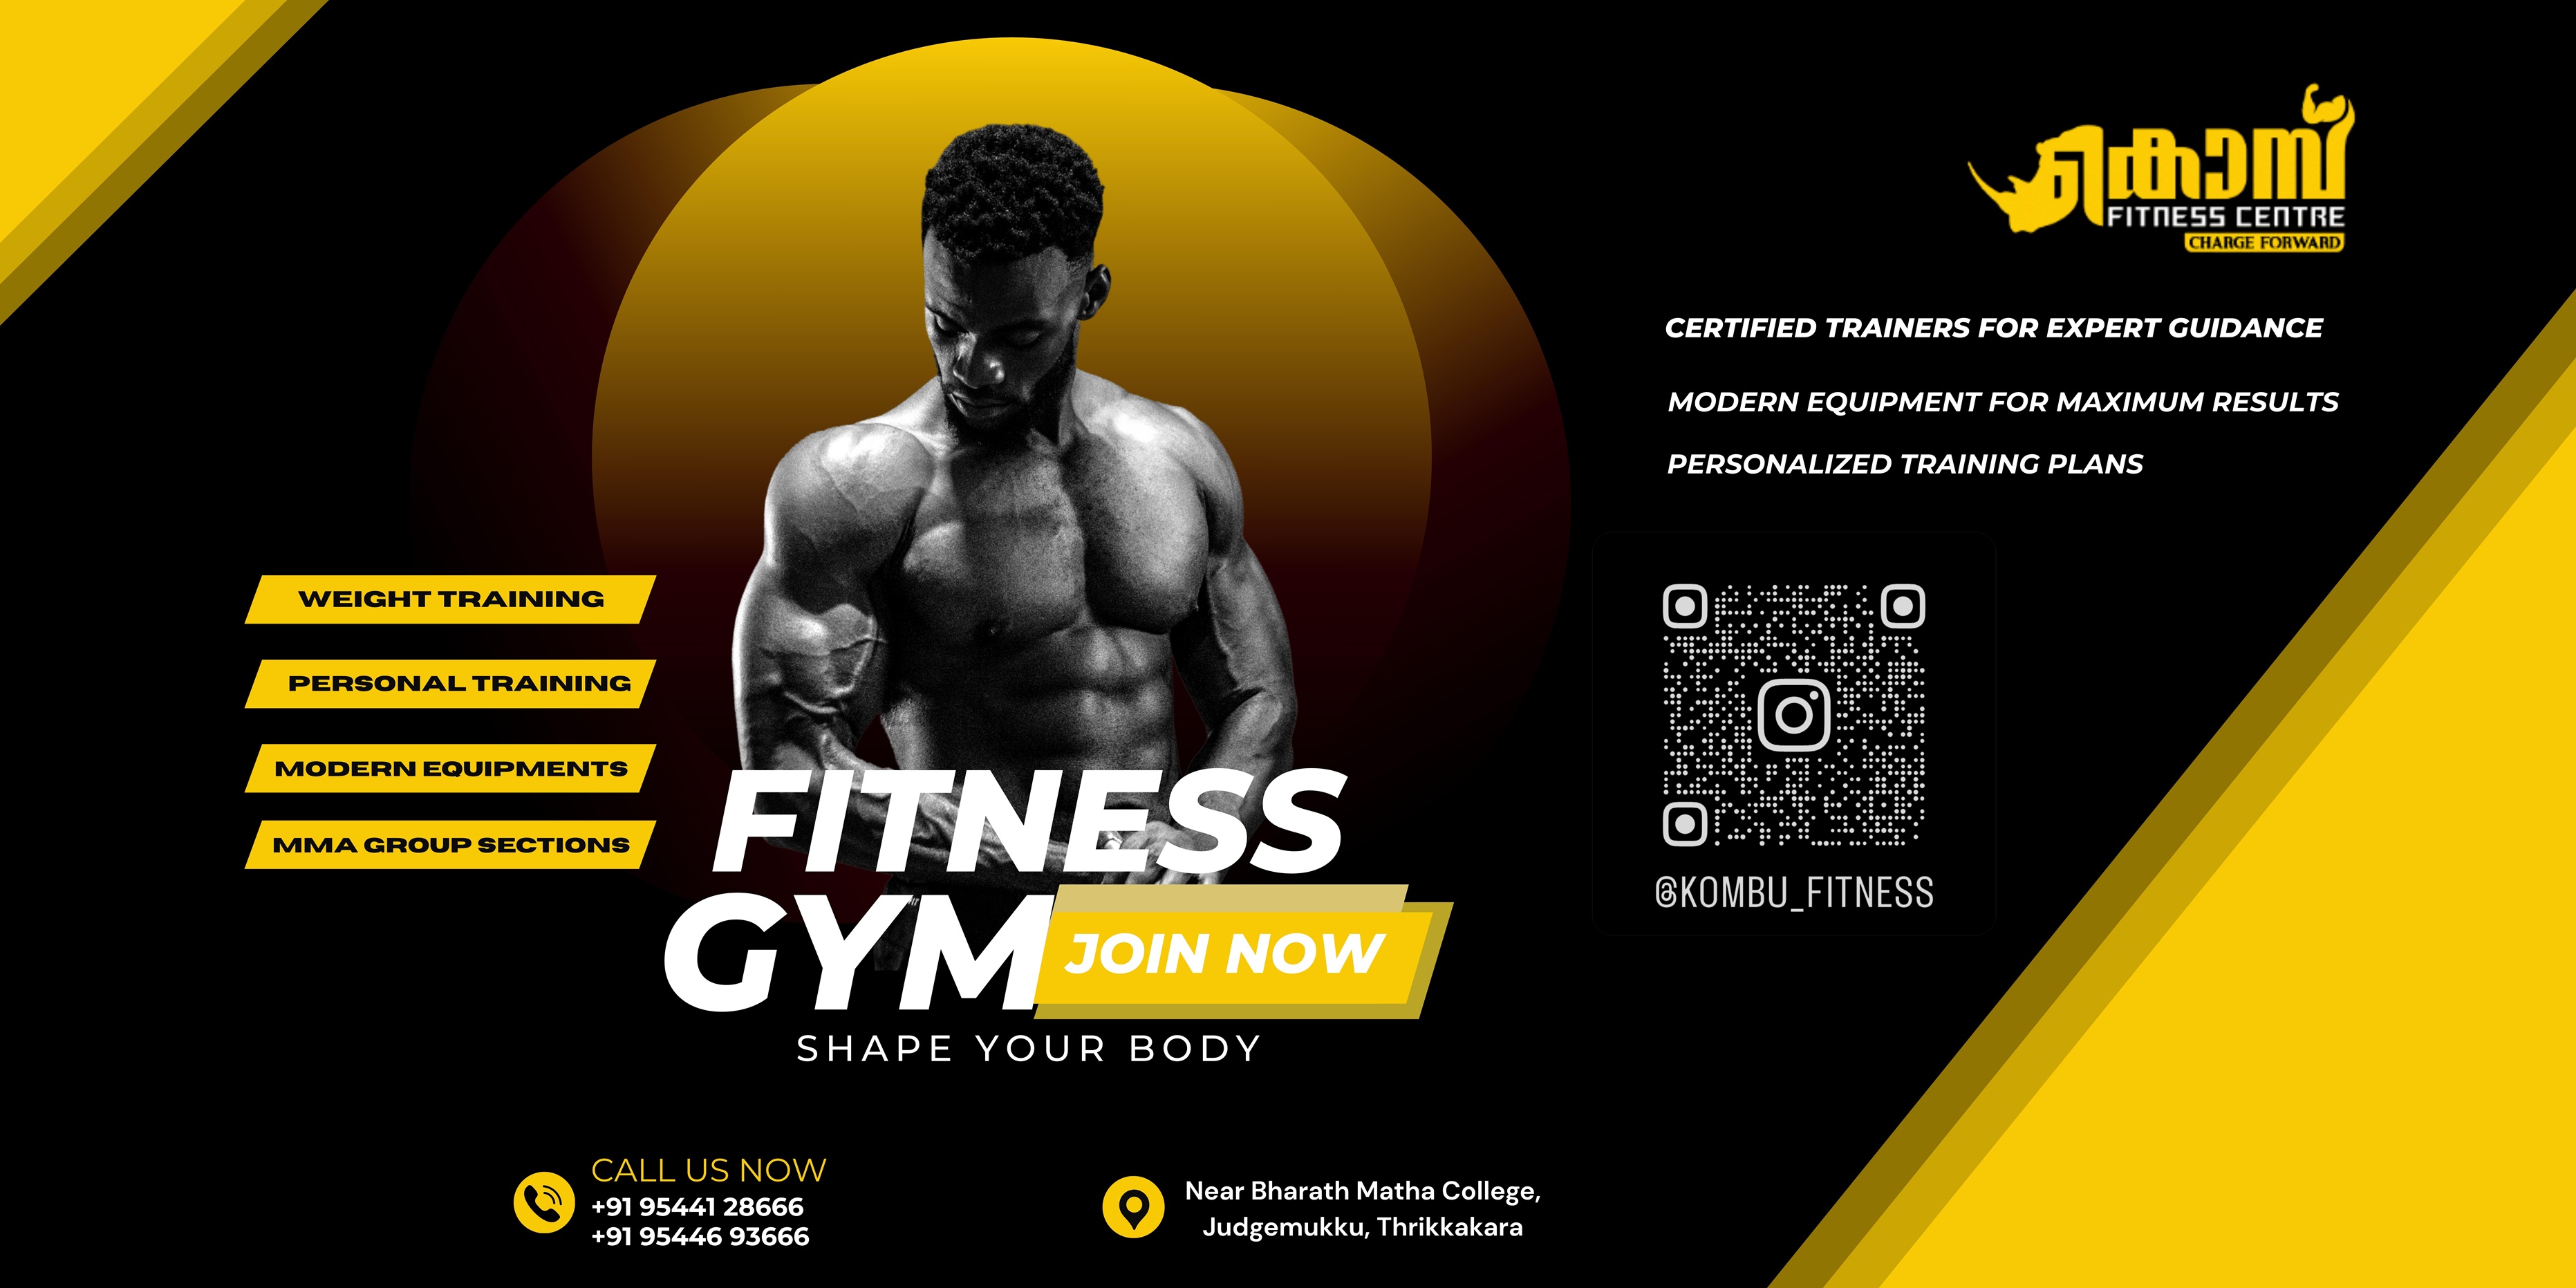 കൊമ്പ്
FITNESS CENTRE
CHARGE FORWARD
CERTIFIED TRAINERS FOR EXPERT GUIDANCE
MODERN EQUIPMENT FOR MAXIMUM RESULTS
PERSONALIZED TRAINING PLANS
WEIGHT TRAINING
PERSONAL TRAINING
MODERN EQUIPMENTS
MMA GROUP SECTIONS
@KOMBU_FITNESS
FITNESS
GYM
JOIN NOW
SHAPE YOUR BODY
CALL US NOW
+91 95441 28666
+91 95446 93666
Near Bharath Matha College,
Judgemukku, Thrikkakara